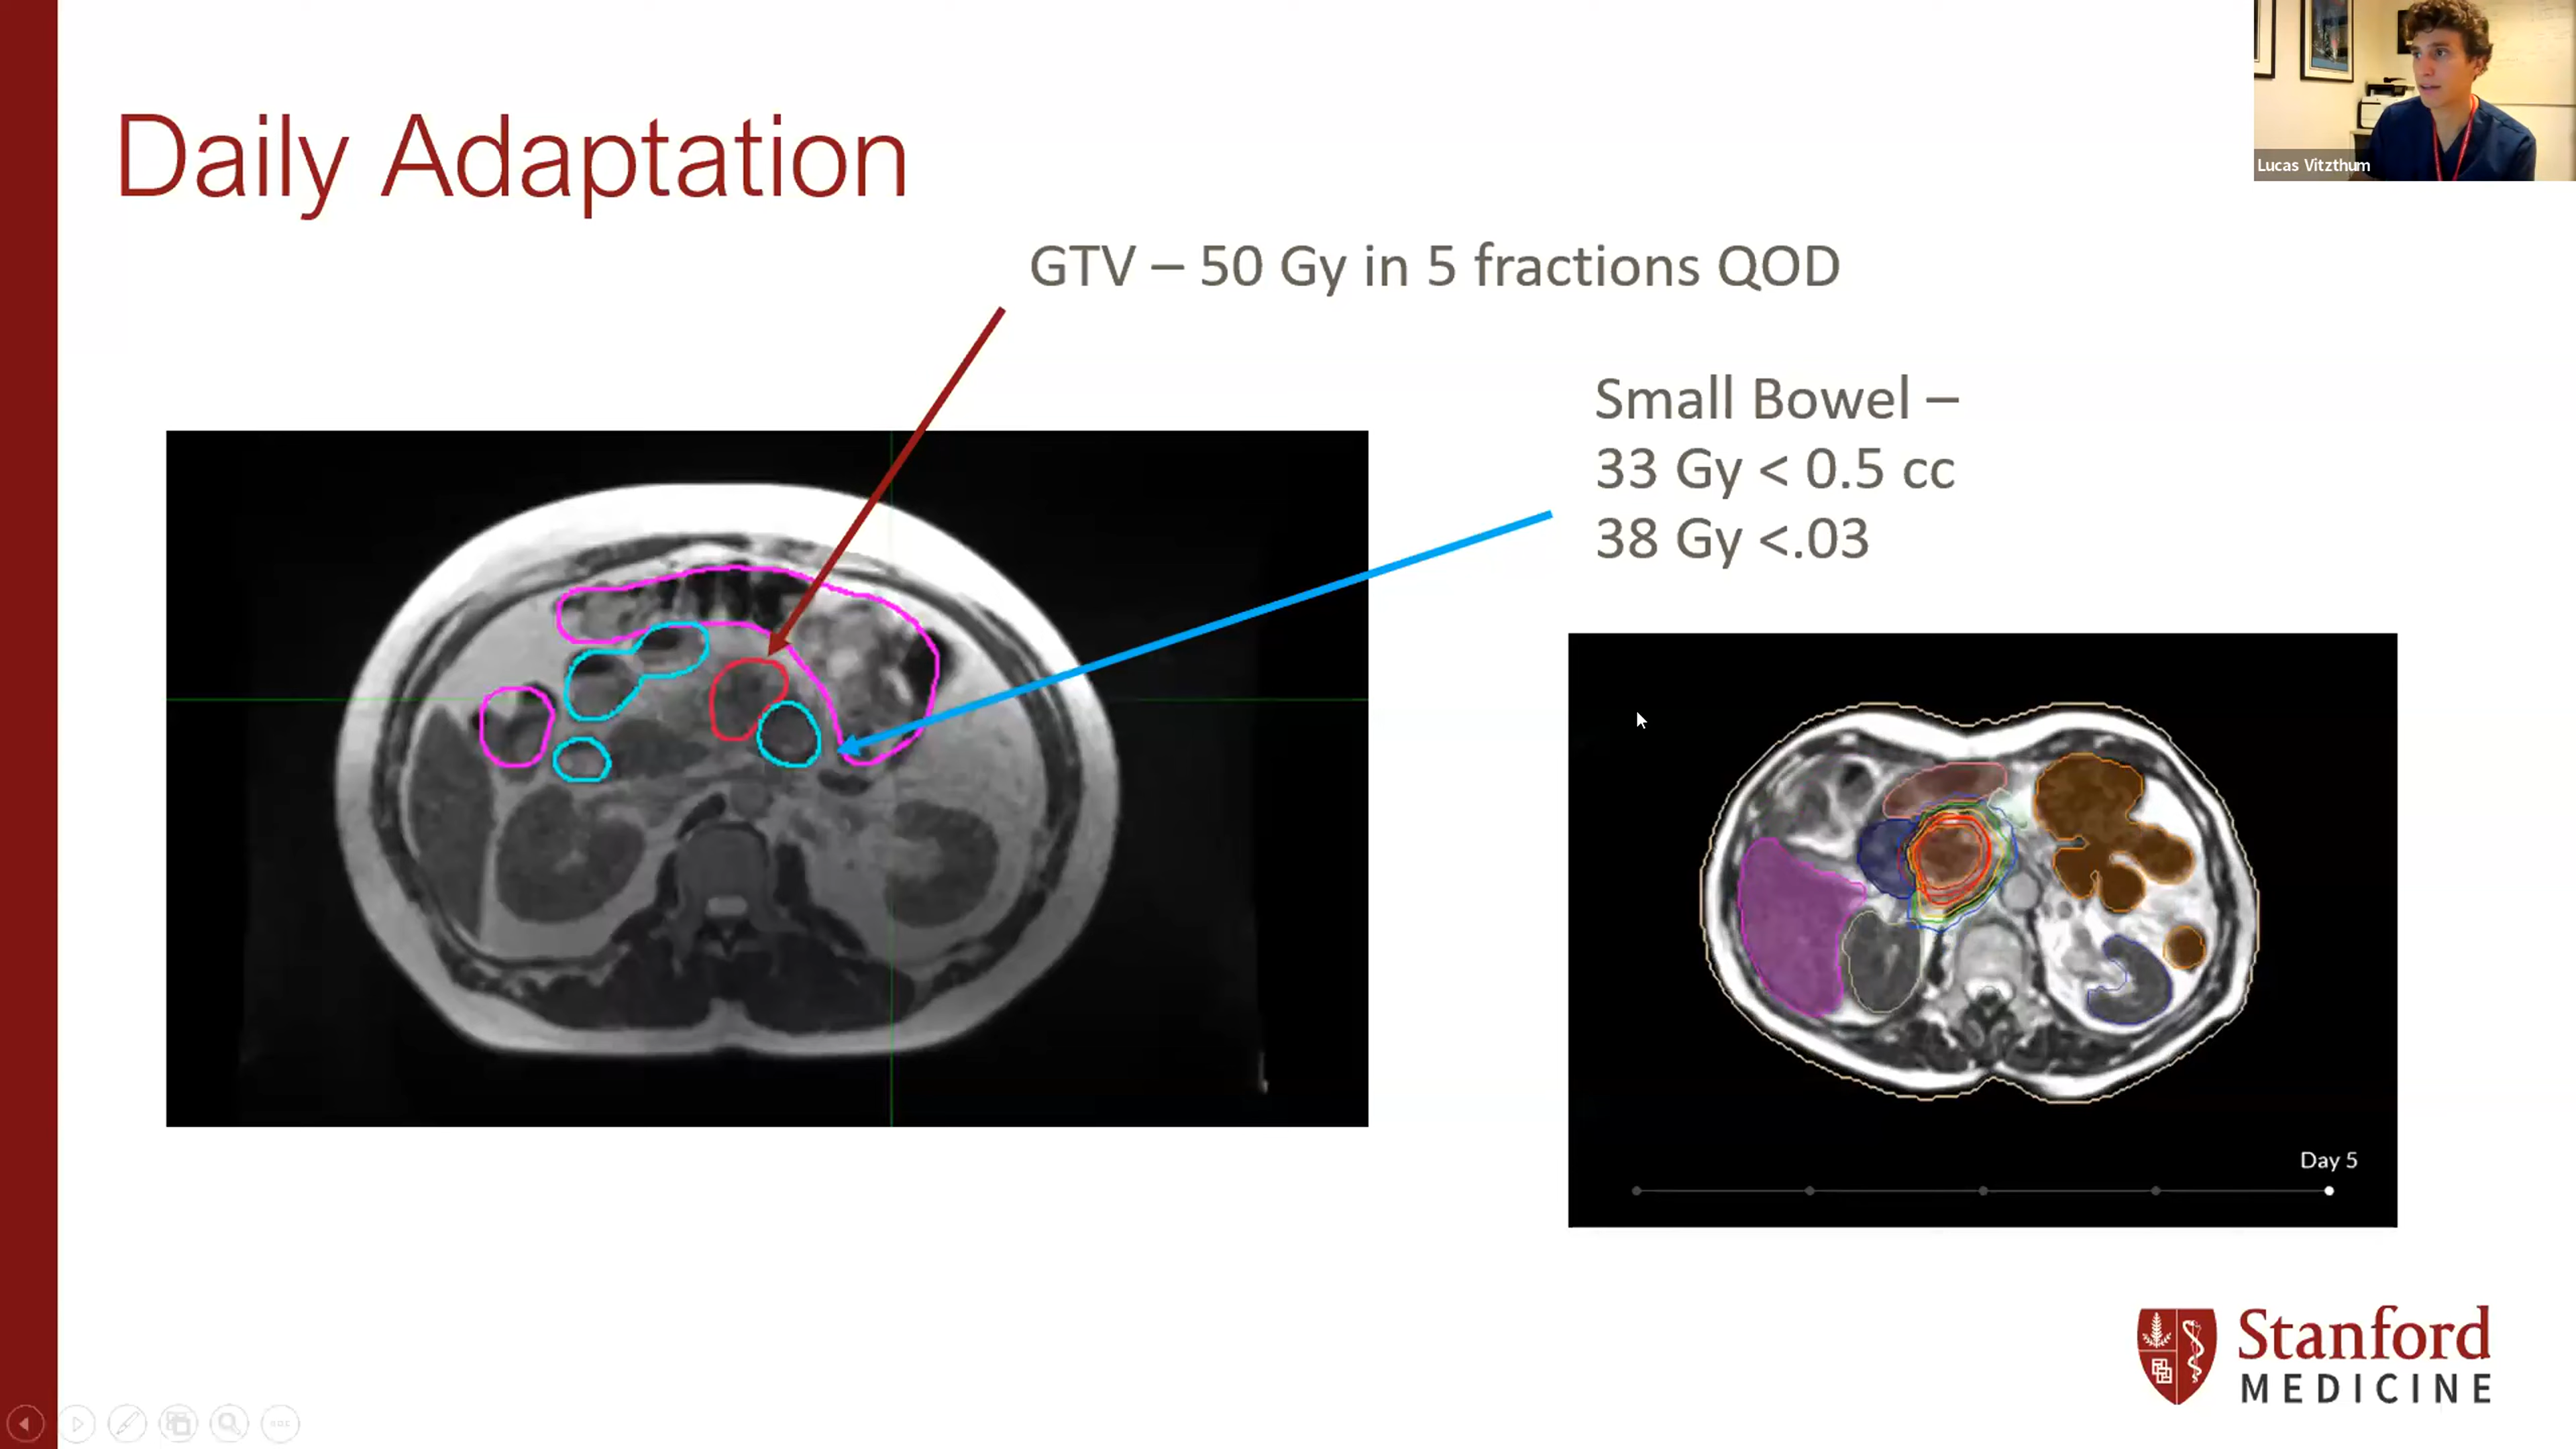 Lucas Vitzthum
Daily Adaptation
GTV – 50 Gy in 5 fractions QOD
Small Bowel –
33 Gy < 0.5 cc
38 Gy <.03
Day 5
Stanford
MEDICINE